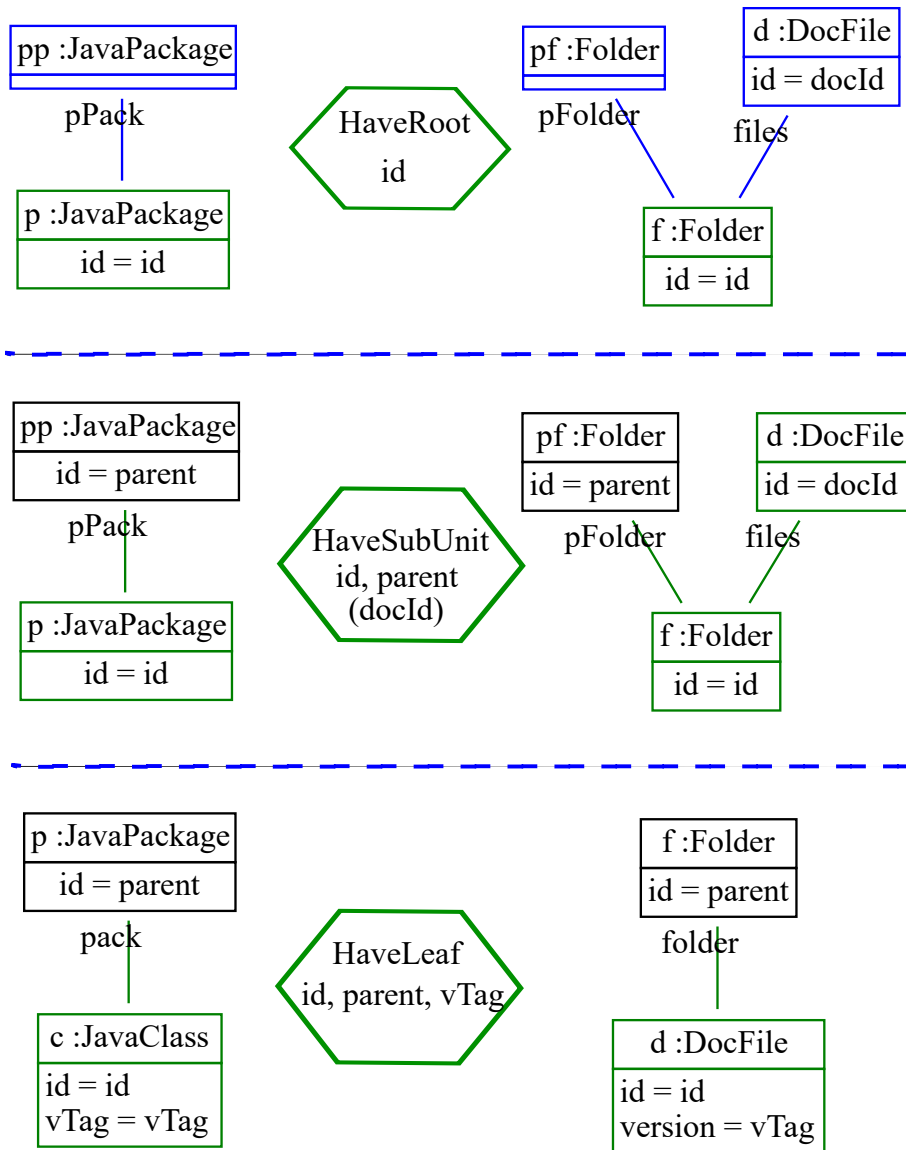 pp :JavaPackage
pPack
p :JavaPackage
id = id
HaveRoot
id
pf :Folder
pFolder
d :DocFile
id = docId
files
f :Folder
id = id
pp :JavaPackage
id = parent
pPack
p :JavaPackage
id = id
HaveSubUnit
id, parent
(docId)
pf :Folder
id = parent
pFolder
d :DocFile
id = docId
files
f :Folder
id = id
p :JavaPackage
id = parent
pack
c :JavaClass
id = id
vTag = vTag
HaveLeaf
id, parent, vTag
f :Folder
id = parent
folder
d :DocFile
id = id
version = vTag